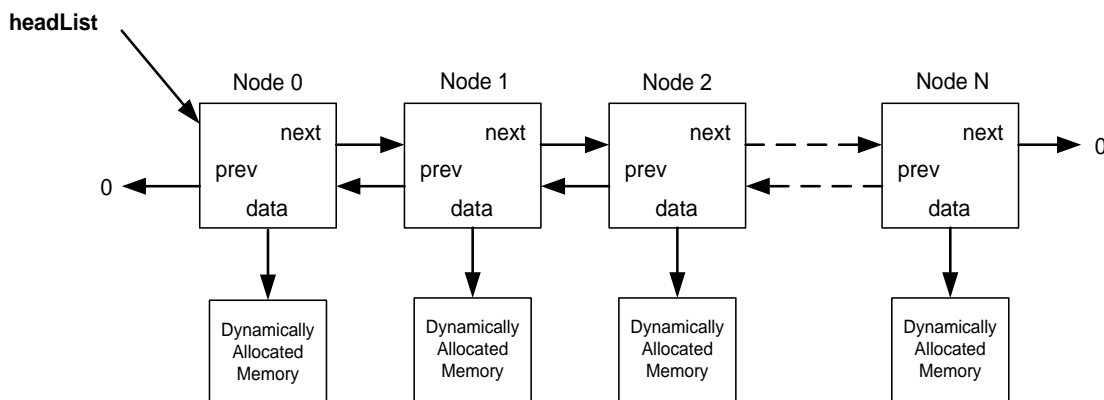 headList
Node 0 Node 1 Node 2 Node N
next next next next
0
prev prev prev prev
0
data data data data
Dynamically Dynamically Dynamically Dynamically
Allocated Allocated Allocated Allocated
Memory Memory Memory Memory